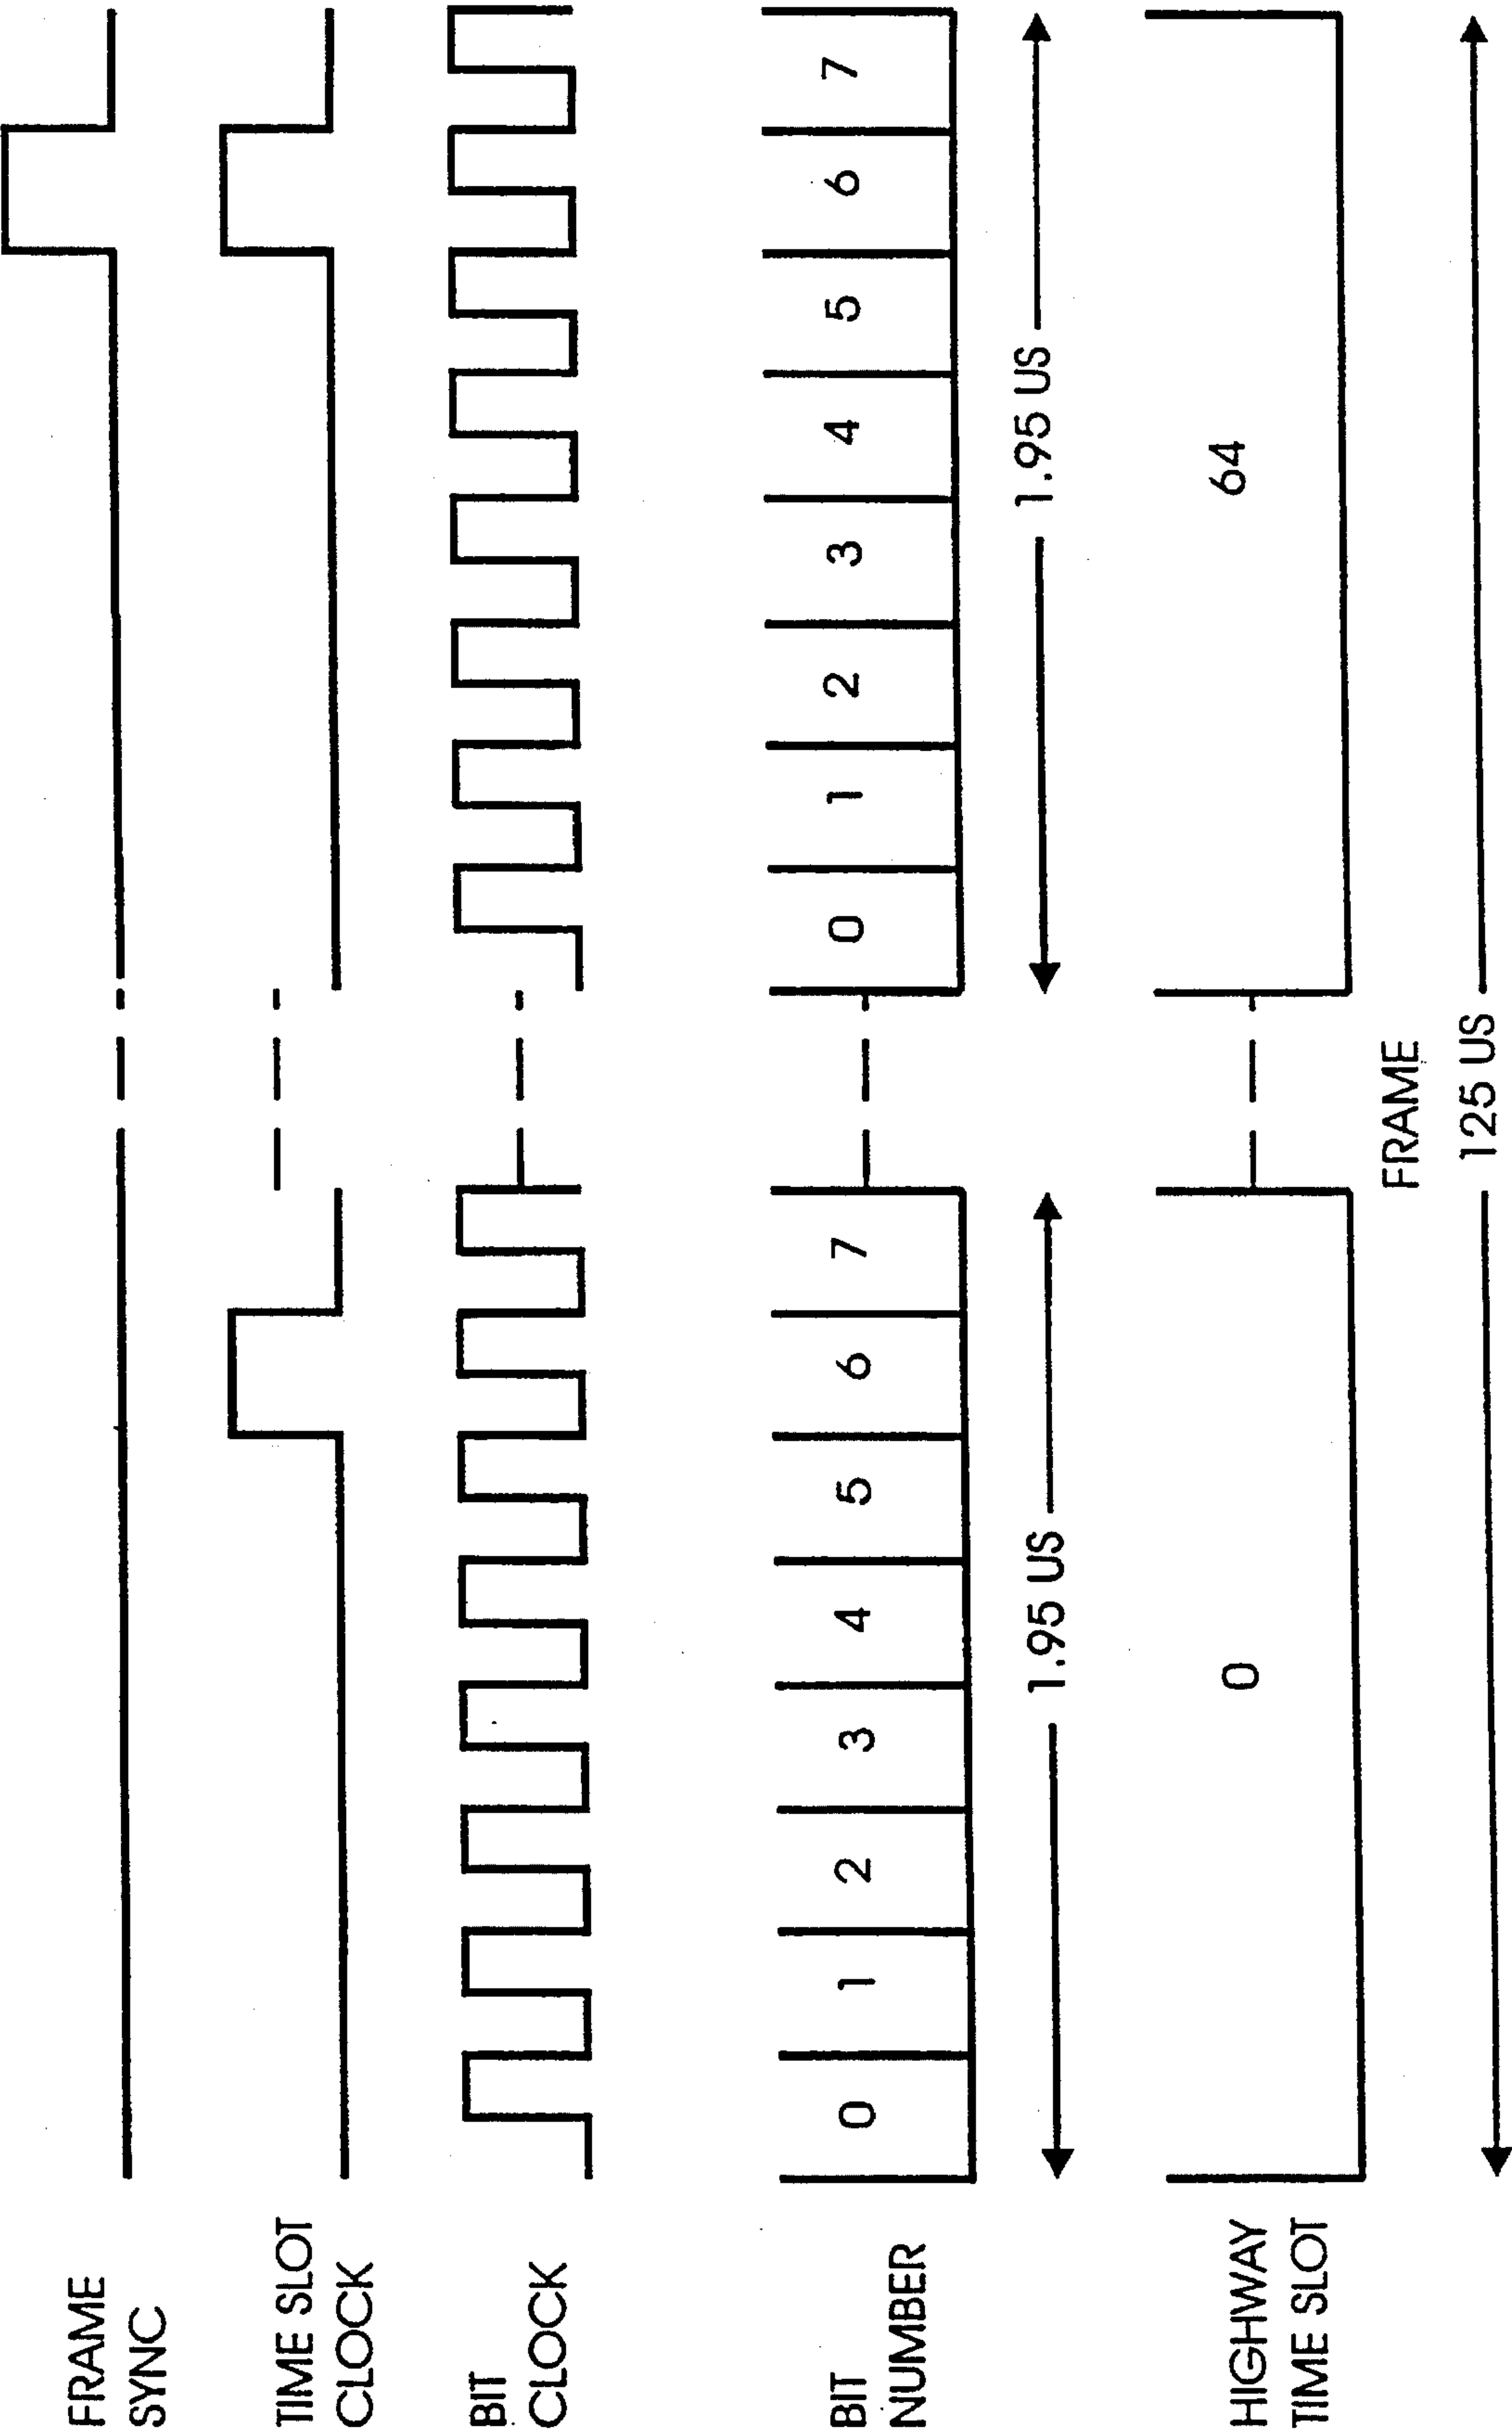 FRAME
SYNC
TIME SLOT
CLOCK
BIT
CLOCK
BIT
NUMBER
0 1 2 3 4 5 6 7 0 1 2 3 4 5 6 7
1.95 US 1.95 US
HIGHWAY
TIME SLOT
0 64
FRAME
125 US